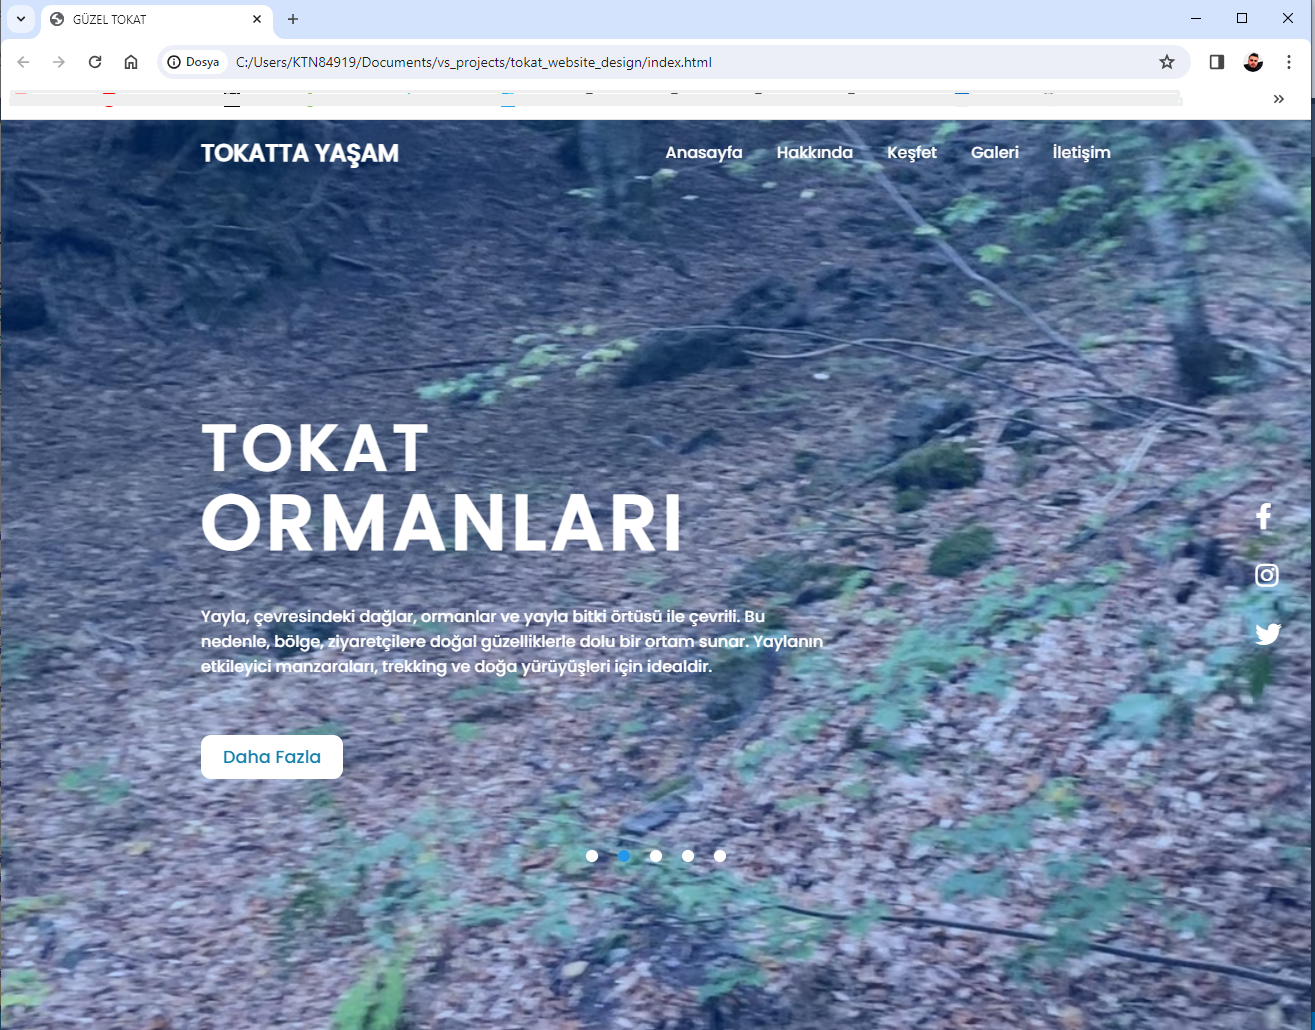 GÜZEL TOKAT
Dosya
C:/Users/KTN84919/Documents/vs_projects/tokat_website_design/index.html
TOKATTA YAŞAM
Anasayfa
Hakkında
Keşfet
Galeri
İletişim
TOKAT
ORMANLARI
Yayla, çevresindeki dağlar, ormanlar ve yayla bitki örtüsü ile çevrili. Bu
nedenle, bölge, ziyaretçilere doğal güzelliklerle dolu bir ortam sunar. Yaylanın
etkileyici manzaraları, trekking ve doğa yürüyüşleri için idealdir.
Daha Fazla